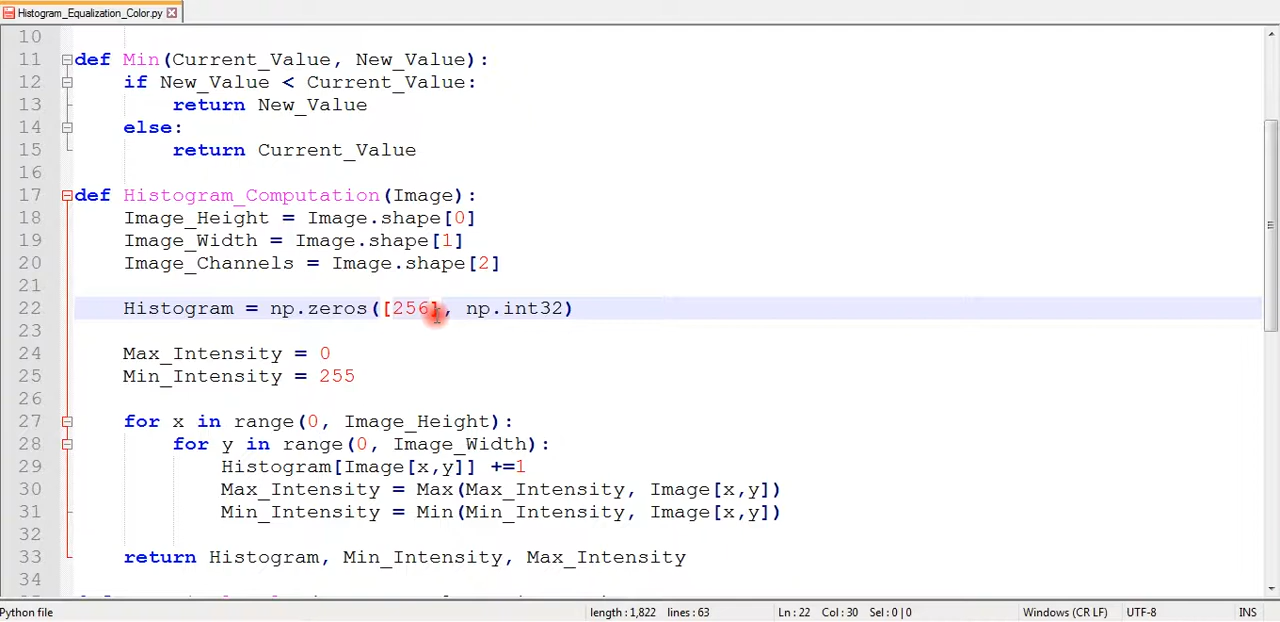 Histogram_Equalization_Color.py
10
11 def Min(Current_Value, New_Value):
12 if New_Value < Current_Value:
13 return New_Value
14 else:
15 return Current_Value
16
17 def Histogram_Computation(Image):
18 Image_Height = Image.shape[0]
19 Image_Width = Image.shape[1]
20 Image_Channels = Image.shape[2]
21
22 Histogram = np.zeros([256], np.int32)
23
24 Max_Intensity = 0
25 Min_Intensity = 255
26
27 for x in range(0, Image_Height):
28 for y in range(0, Image_Width):
29 Histogram[Image[x,y]] +=1
30 Max_Intensity = Max(Max_Intensity, Image[x,y])
31 Min_Intensity = Min(Min_Intensity, Image[x,y])
32
33 return Histogram, Min_Intensity, Max_Intensity
34
Python file length : 1,822 lines : 63 Ln : 22 Col : 30 Sel : 0 | 0 Windows (CR LF) UTF-8 INS